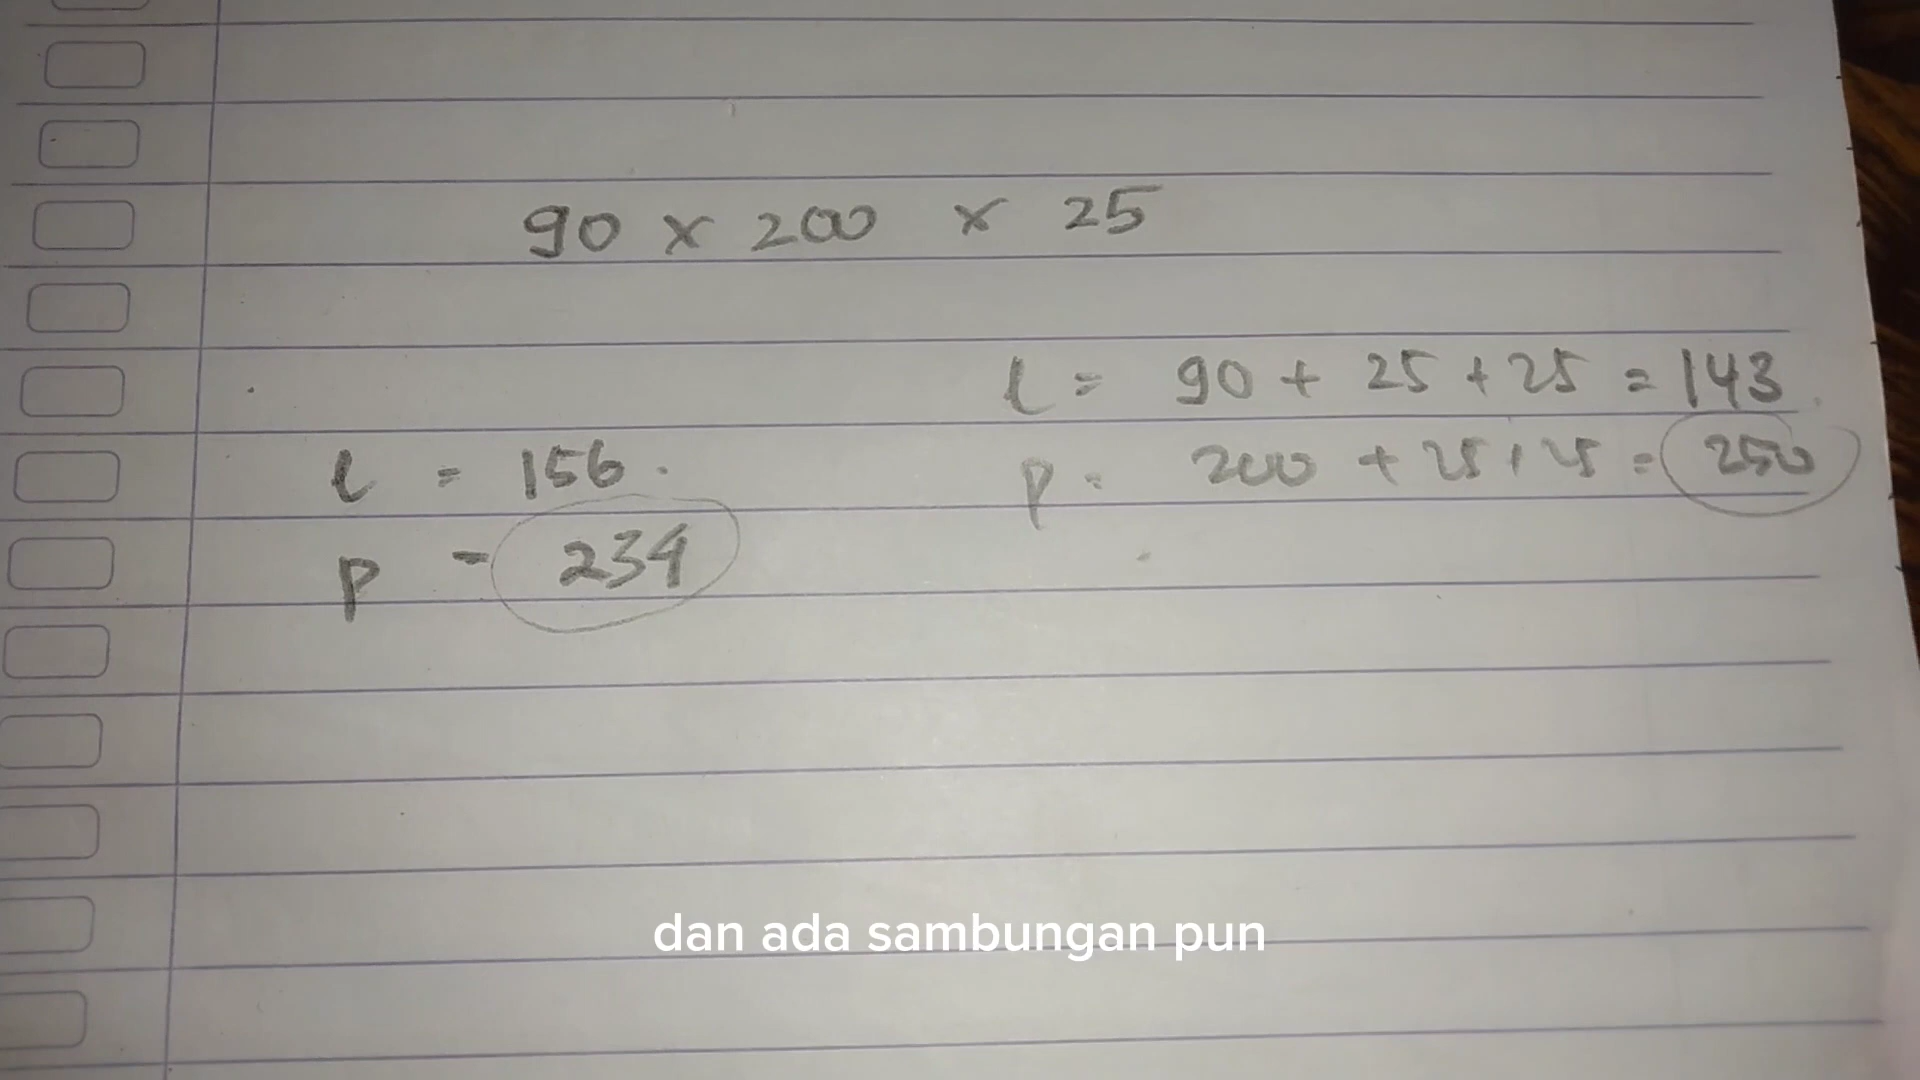 90 x 200 x 25
l = 90 + 25 + 25 = 143
p = 200 + 25 + 25 = 250
l = 156.
p = 234
dan ada sambungan pun